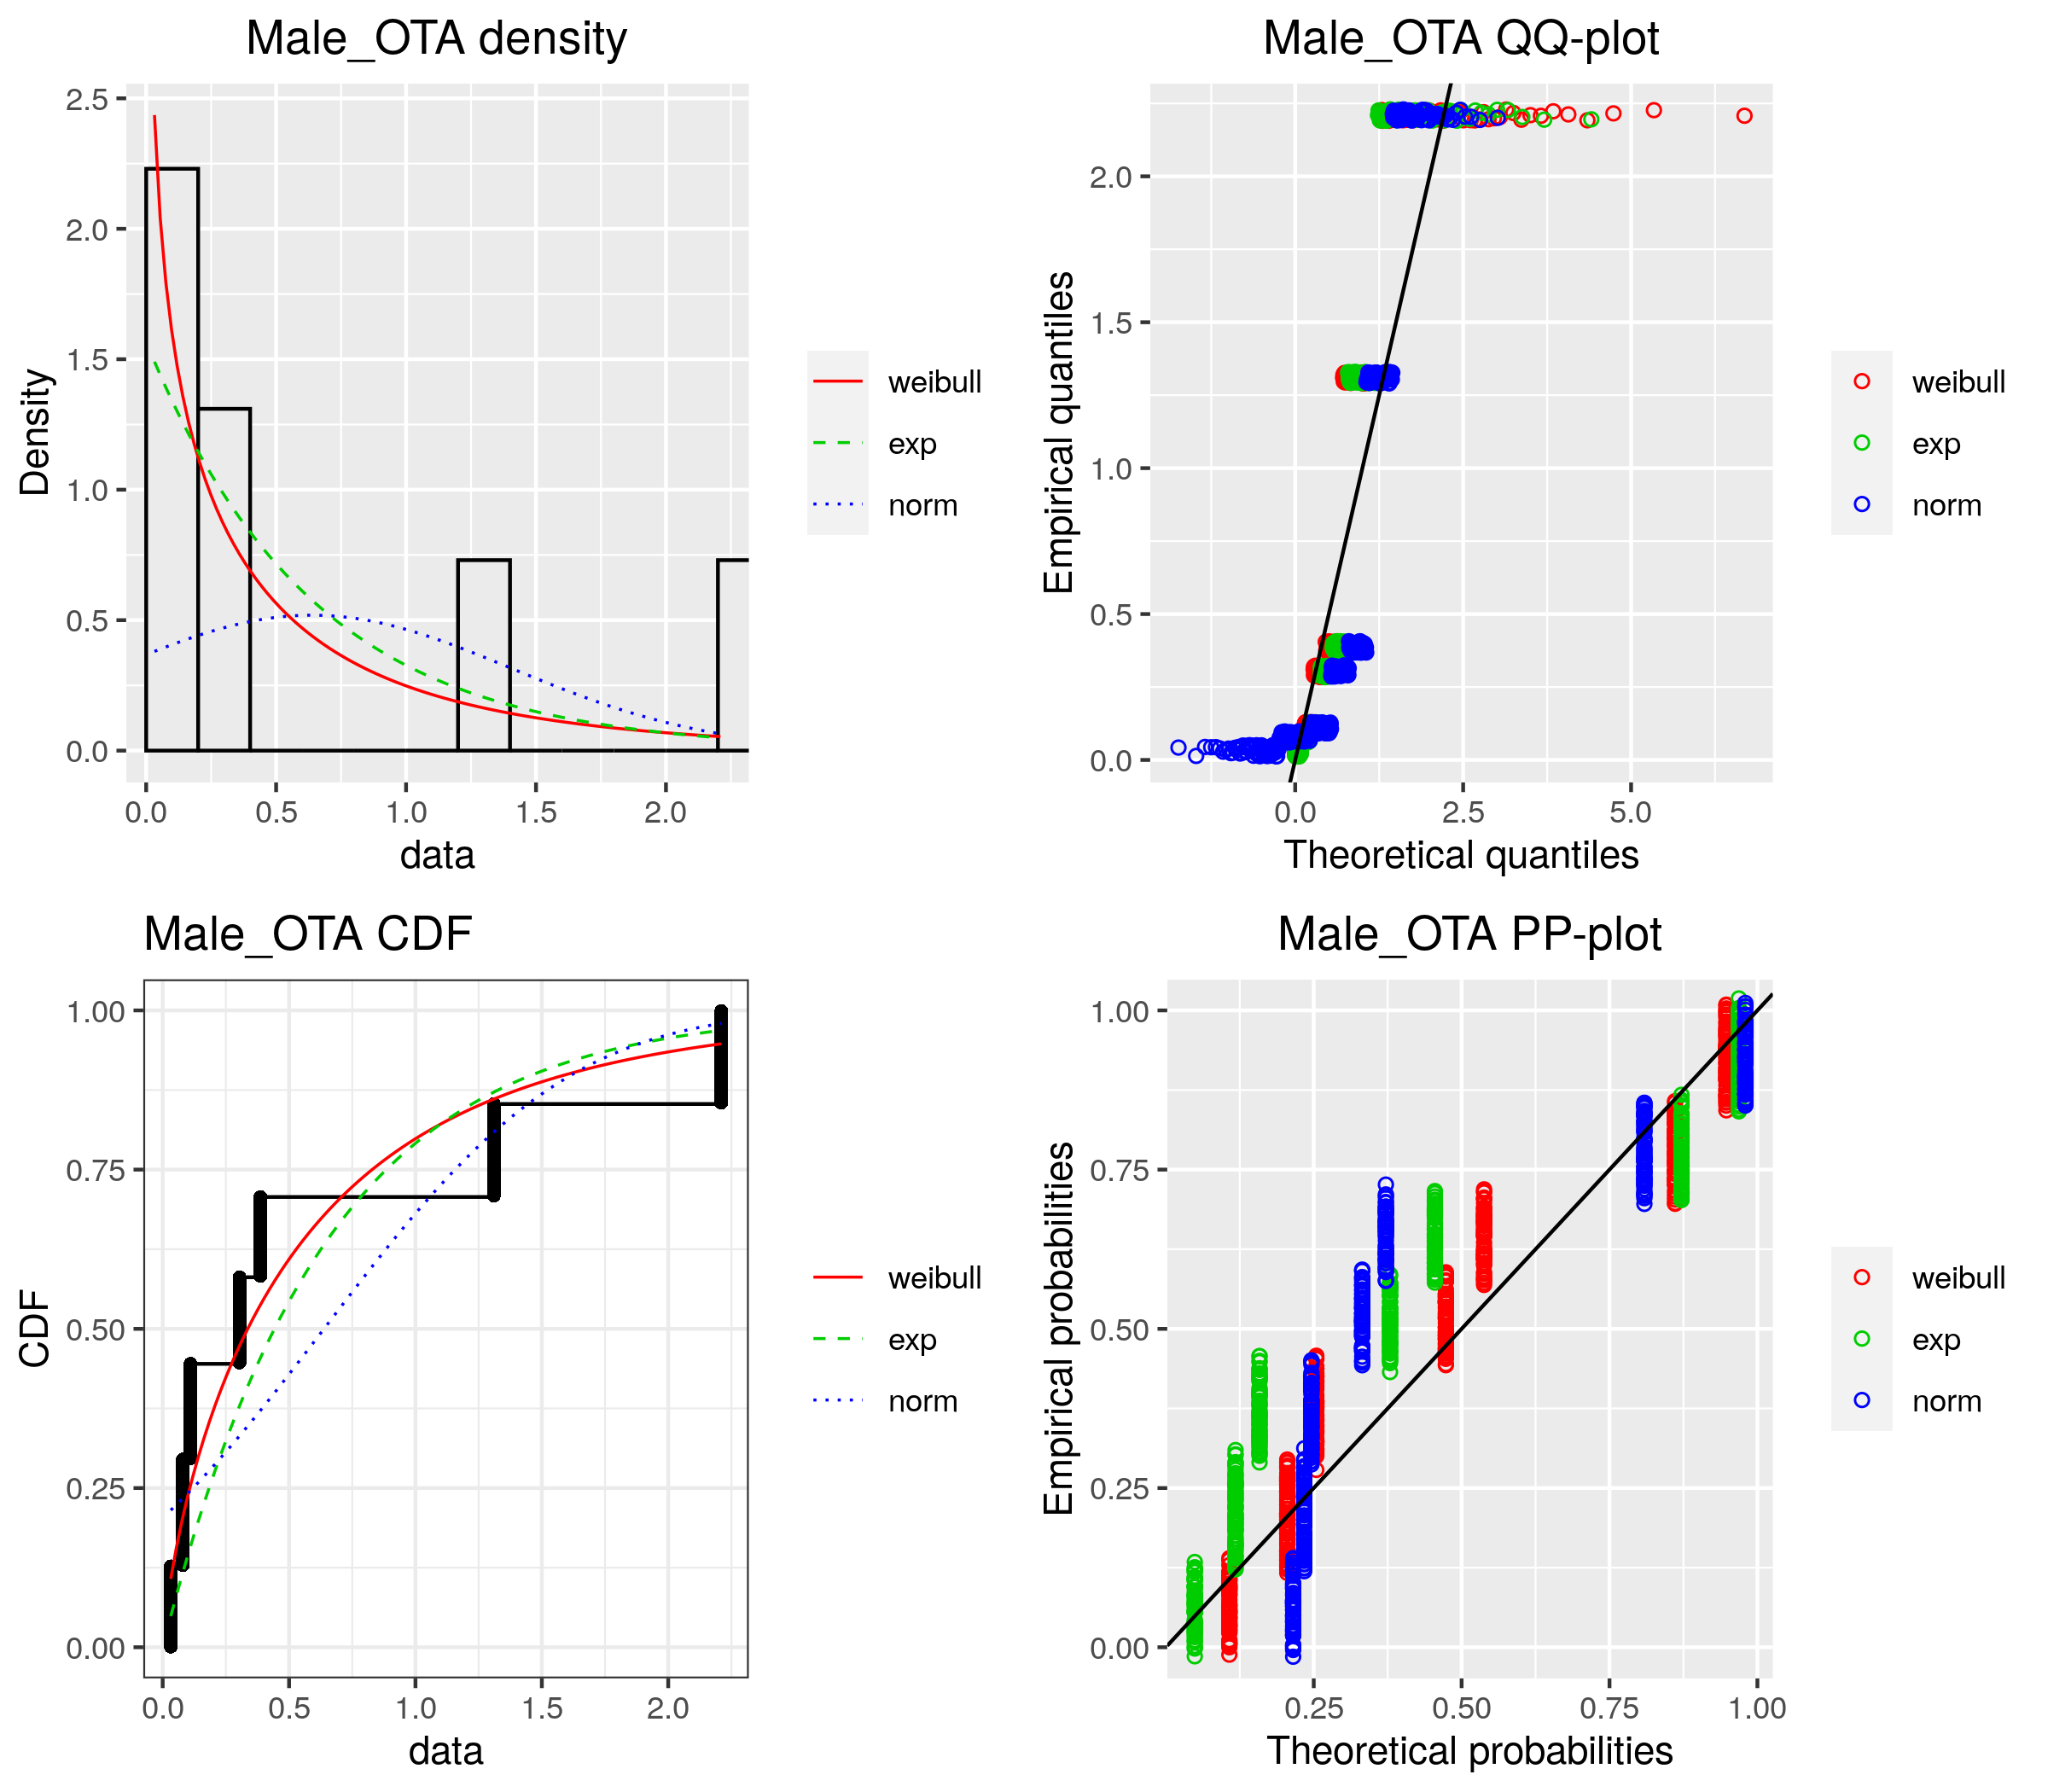 Male_OTA density
Density
2.5
2.0
1.5
1.0
0.5
0.0
0.0 0.5 1.0 1.5 2.0
data
weibull
exp
norm
Male_OTA QQ-plot
Empirical quantiles
2.0
1.5
1.0
0.5
0.0
0.0 2.5 5.0
Theoretical quantiles
weibull
exp
norm
Male_OTA CDF
CDF
1.00
0.75
0.50
0.25
0.00
0.0 0.5 1.0 1.5 2.0
data
weibull
exp
norm
Male_OTA PP-plot
Empirical probabilities
1.00
0.75
0.50
0.25
0.00
0.25 0.50 0.75 1.00
Theoretical probabilities
weibull
exp
norm